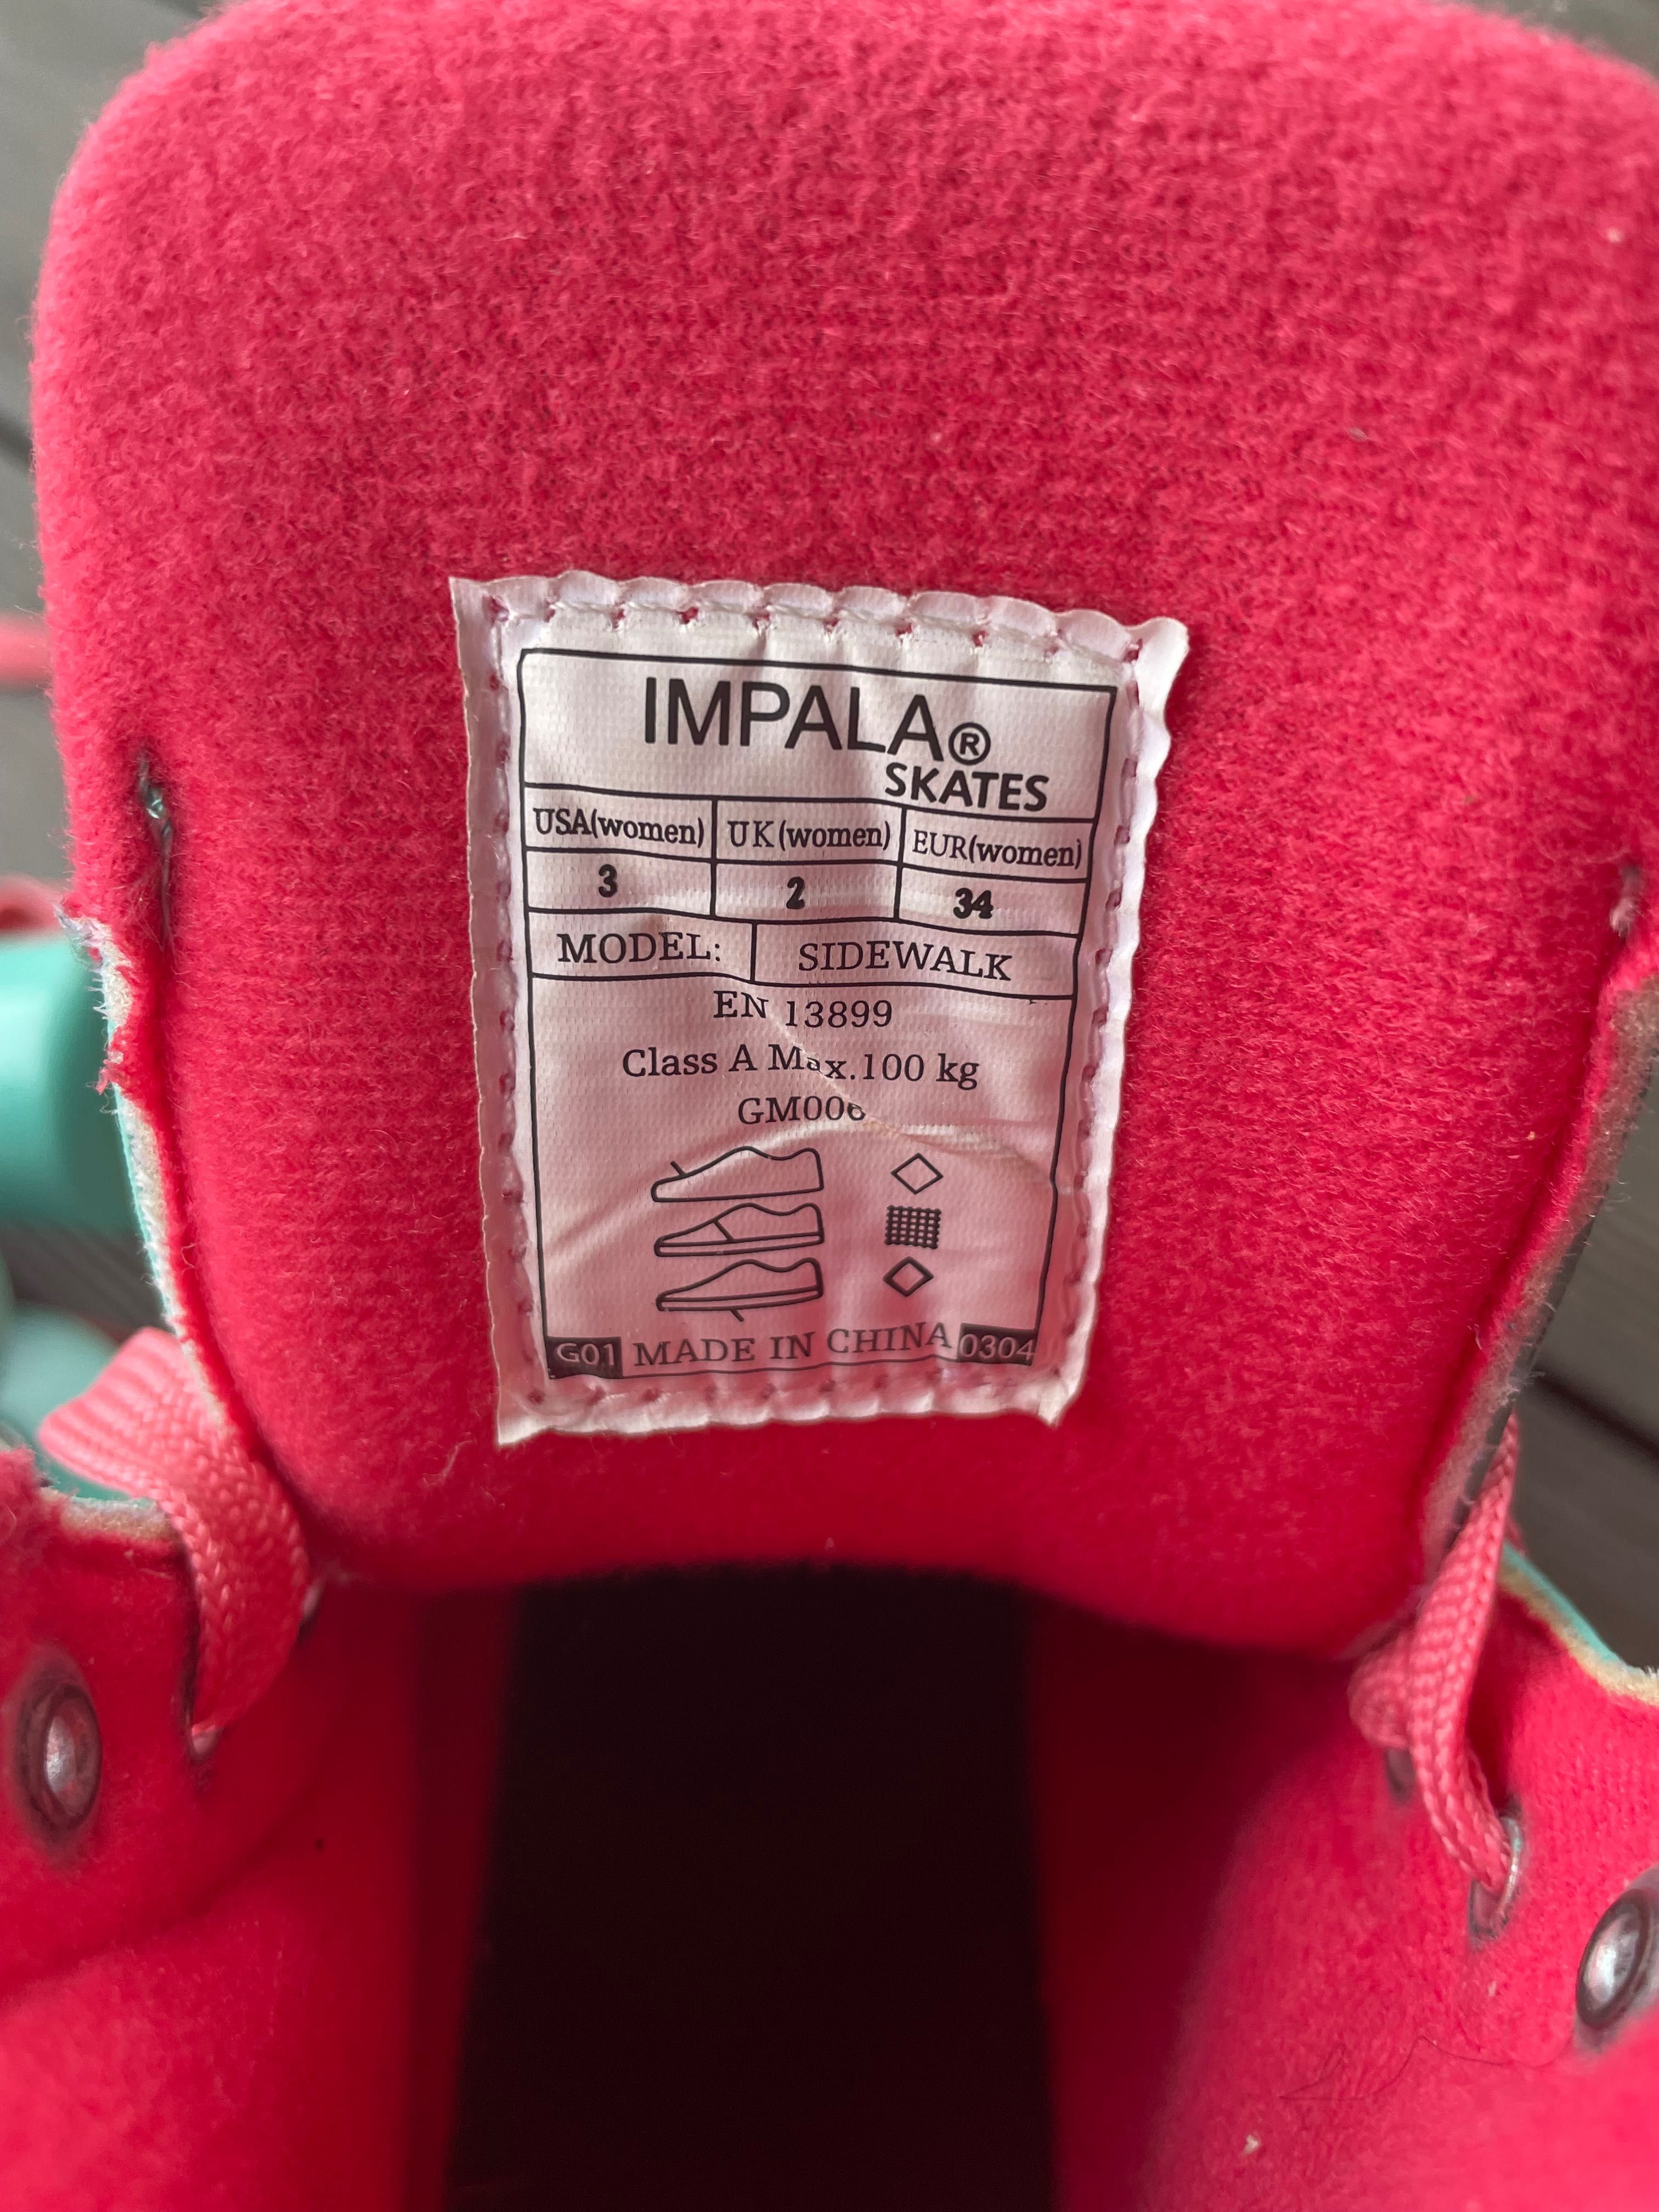 IMPALA®
SKATES
USA(women) UK(women) EUR(women)
3 2 34
MODEL: SIDEWALK
EN 13899
Class A Max.100 kg
GM006
G01 MADE IN CHINA 0304